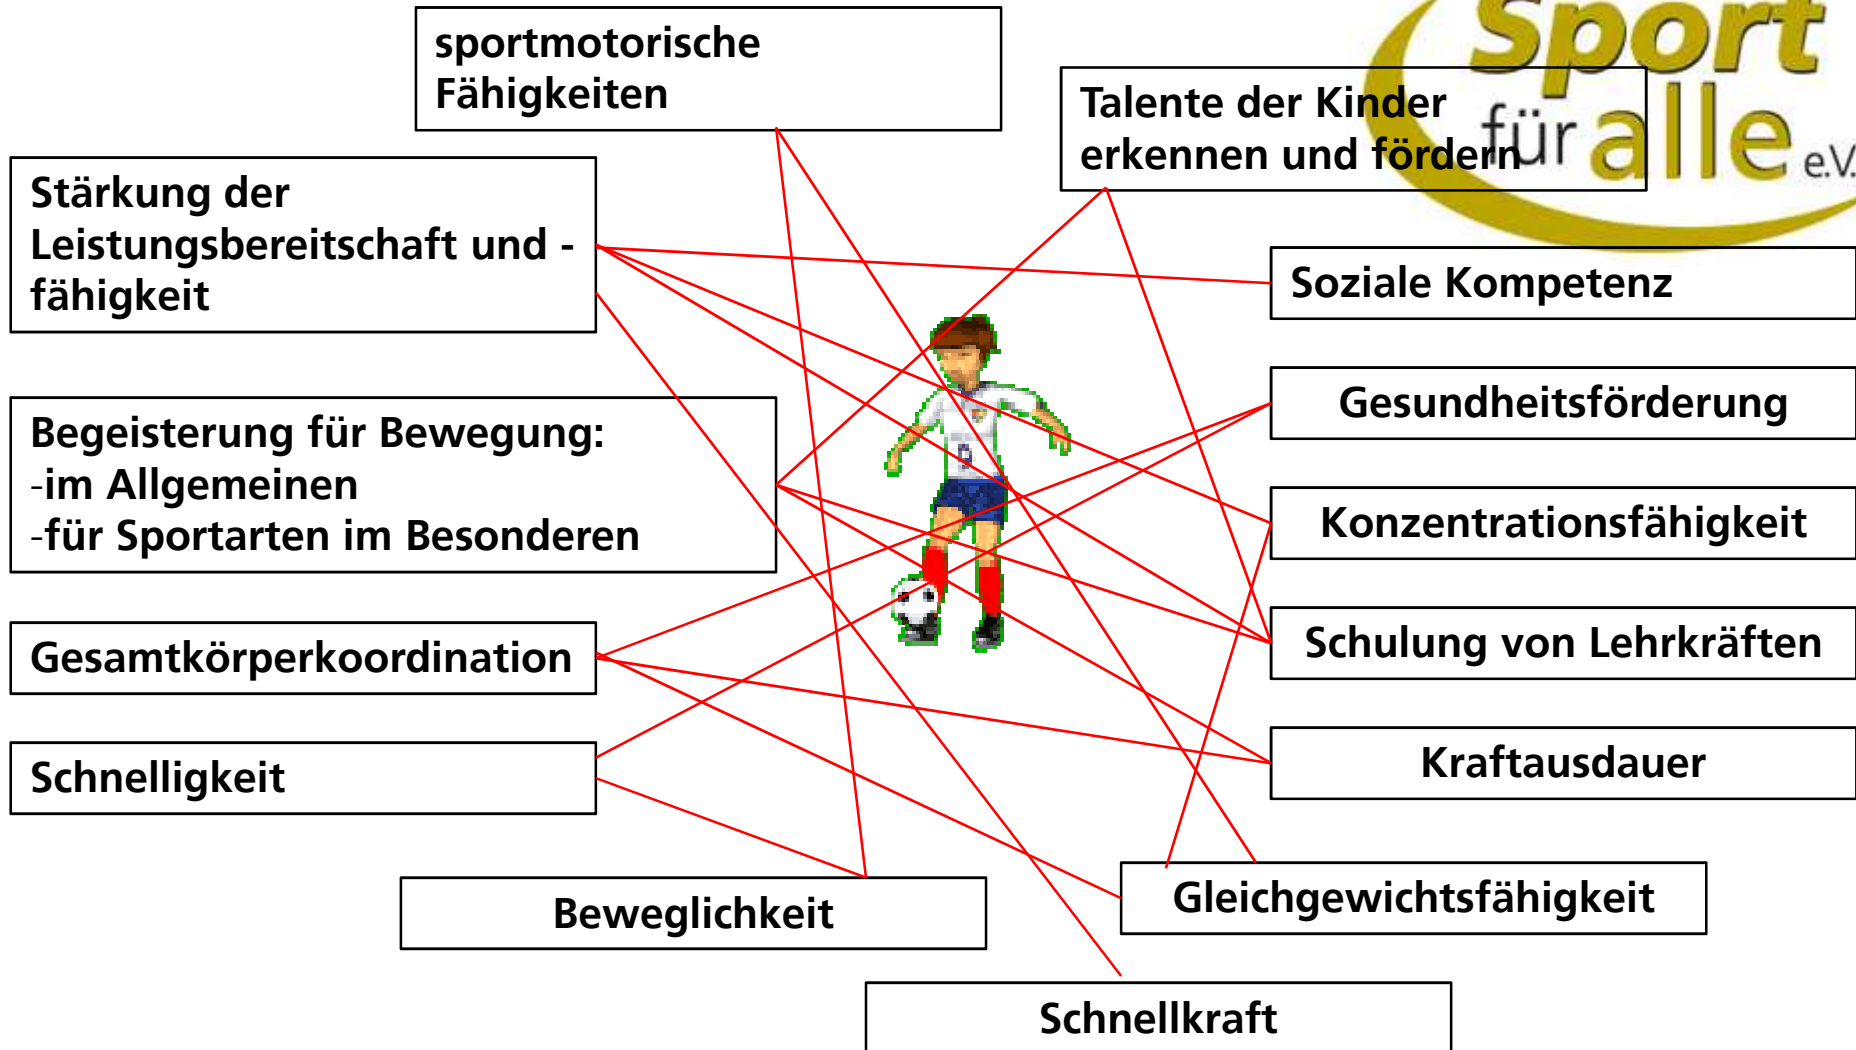 sportmotorische
Fähigkeiten
Sport
für alle e.V.
Talente der Kinder
erkennen und fördern
Stärkung der
Leistungsbereitschaft und -
fähigkeit
Soziale Kompetenz
Gesundheitsförderung
Begeisterung für Bewegung:
-im Allgemeinen
-für Sportarten im Besonderen
Konzentrationsfähigkeit
Gesamtkörperkoordination
Schulung von Lehrkräften
Schnelligkeit
Kraftausdauer
Beweglichkeit
Gleichgewichtsfähigkeit
Schnellkraft